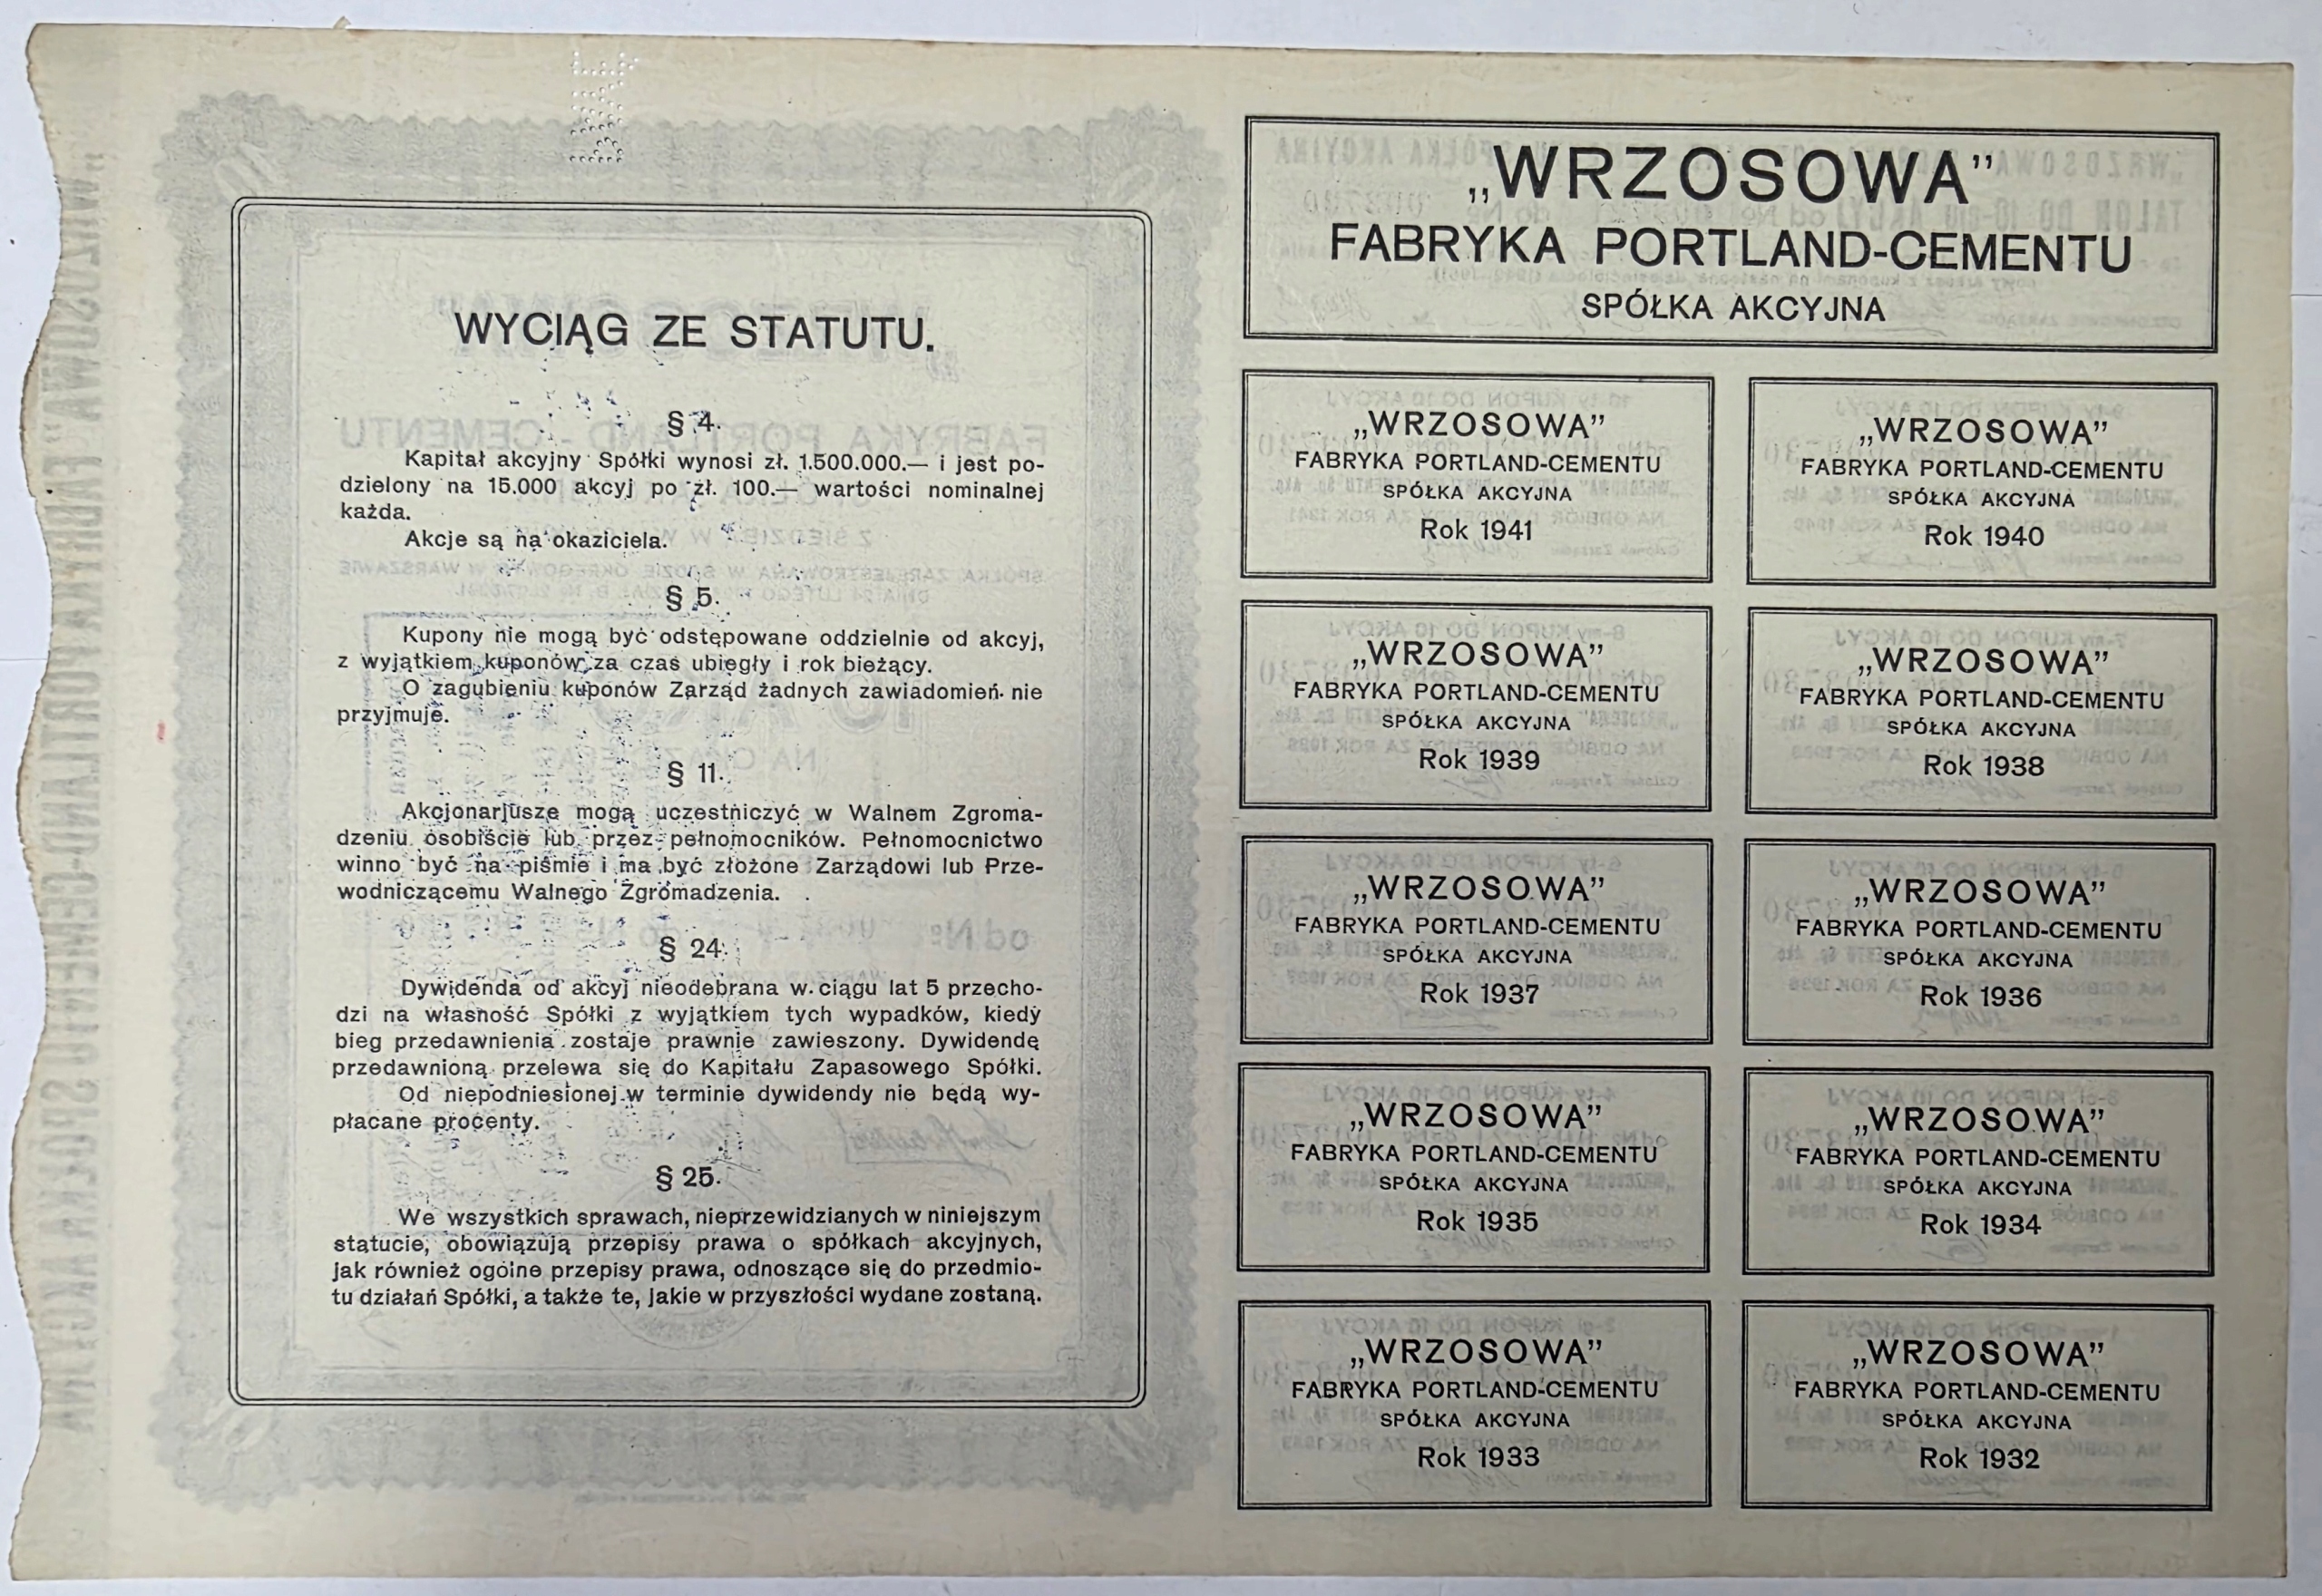 WYCIĄG ZE STATUTU.
§ 4.
Kapitał akcyjny Spółki wynosi zł. 1.500.000.— i jest po-
dzielony na 15.000 akcyj po zł. 100.— wartości nominalnej
każda.
Akcje są na okaziciela.
§ 5.
Kupony nie mogą być odstępowane oddzielnie od akcyj,
z wyjątkiem kuponów za czas ubiegły i rok bieżący.
O zagubieniu kuponów Zarząd żadnych zawiadomień nie
przyjmuje.
§ 11.
Akcjonarjusze mogą uczestniczyć w Walnem Zgroma-
dzeniu osobiście lub przez pełnomocników. Pełnomocnictwo
winno być na piśmie i ma być złożone Zarządowi lub Prze-
wodniczącemu Walnego Zgromadzenia.
§ 24.
Dywidenda od akcyj nieodebrana w ciągu lat 5 przecho-
dzi na własność Spółki z wyjątkiem tych wypadków, kiedy
bieg przedawnienia zostaje prawnie zawieszony. Dywidendę
przedawnioną przelewa się do Kapitału Zapasowego Spółki.
Od niepodniesionej w terminie dywidendy nie będą wy-
płacane procenty.
§ 25.
We wszystkich sprawach, nieprzewidzianych w niniejszym
statucie, obowiązują przepisy prawa o spółkach akcyjnych,
jak również ogólne przepisy prawa, odnoszące się do przedmio-
tu działań Spółki, a także te, jakie w przyszłości wydane zostaną.
„WRZOSOWA”
FABRYKA PORTLAND-CEMENTU
SPÓŁKA AKCYJNA
„WRZOSOWA”
FABRYKA PORTLAND-CEMENTU
SPÓŁKA AKCYJNA
Rok 1941
„WRZOSOWA”
FABRYKA PORTLAND-CEMENTU
SPÓŁKA AKCYJNA
Rok 1940
„WRZOSOWA”
FABRYKA PORTLAND-CEMENTU
SPÓŁKA AKCYJNA
Rok 1939
„WRZOSOWA”
FABRYKA PORTLAND-CEMENTU
SPÓŁKA AKCYJNA
Rok 1938
„WRZOSOWA”
FABRYKA PORTLAND-CEMENTU
SPÓŁKA AKCYJNA
Rok 1937
„WRZOSOWA”
FABRYKA PORTLAND-CEMENTU
SPÓŁKA AKCYJNA
Rok 1936
„WRZOSOWA”
FABRYKA PORTLAND-CEMENTU
SPÓŁKA AKCYJNA
Rok 1935
„WRZOSOWA”
FABRYKA PORTLAND-CEMENTU
SPÓŁKA AKCYJNA
Rok 1934
„WRZOSOWA”
FABRYKA PORTLAND-CEMENTU
SPÓŁKA AKCYJNA
Rok 1933
„WRZOSOWA”
FABRYKA PORTLAND-CEMENTU
SPÓŁKA AKCYJNA
Rok 1932